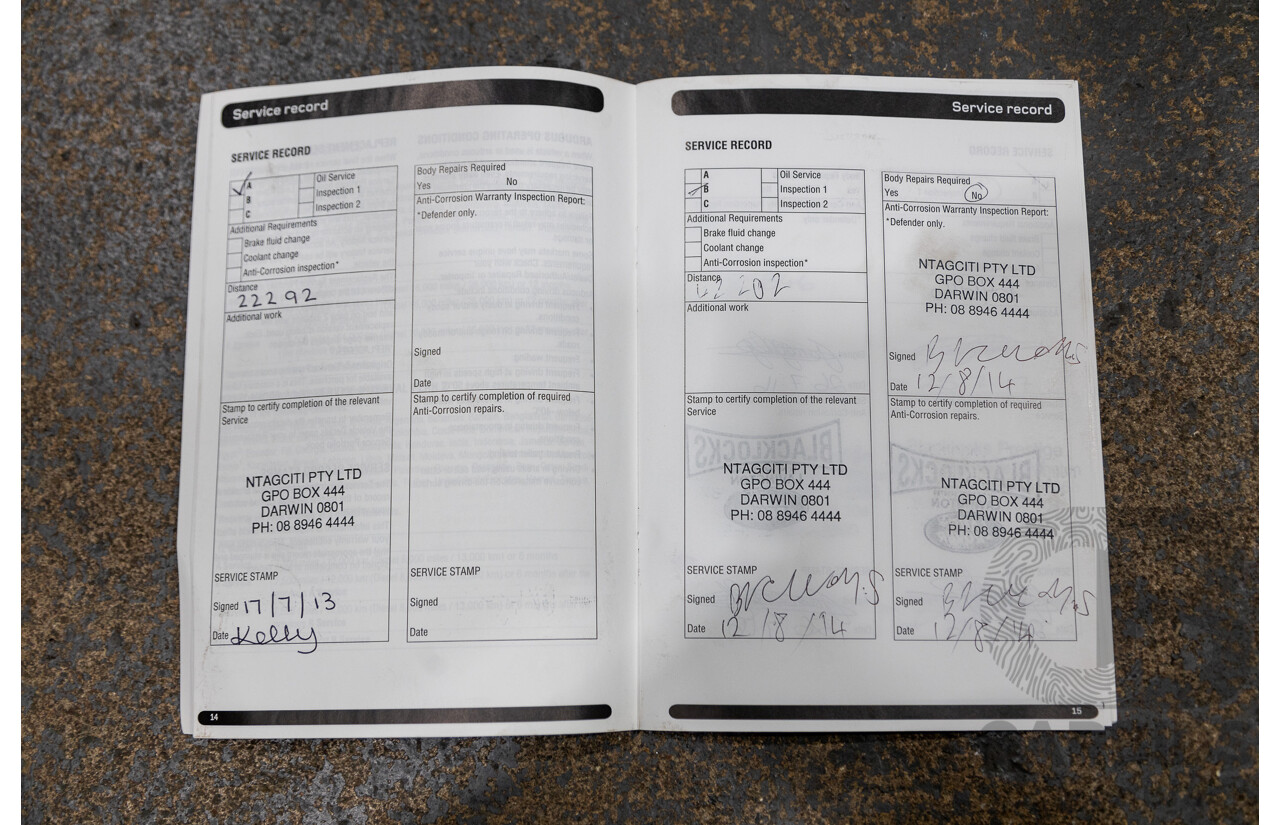 Service record
SERVICE RECORD
A
B
C
Oil Service
Inspection 1
Inspection 2
Additional Requirements
Brake fluid change
Coolant change
Anti-Corrosion inspection*
Distance
22292
Additional work
Stamp to certify completion of the relevant
Service
NTAGCITI PTY LTD
GPO BOX 444
DARWIN 0801
PH: 08 8946 4444
SERVICE STAMP
Signed 17/7/13
Date Kelly
Body Repairs Required
Yes No
Anti-Corrosion Warranty Inspection Report:
*Defender only.
Signed
Date
Stamp to certify completion of required
Anti-Corrosion repairs.
SERVICE STAMP
Signed
Date
14
Service record
SERVICE RECORD
A
B
C
Oil Service
Inspection 1
Inspection 2
Additional Requirements
Brake fluid change
Coolant change
Anti-Corrosion inspection*
Distance
Additional work
Stamp to certify completion of the relevant
Service
NTAGCITI PTY LTD
GPO BOX 444
DARWIN 0801
PH: 08 8946 4444
SERVICE STAMP
Signed
Date 12/8/14
Body Repairs Required
Yes No
Anti-Corrosion Warranty Inspection Report:
*Defender only.
NTAGCITI PTY LTD
GPO BOX 444
DARWIN 0801
PH: 08 8946 4444
Signed
Date 12/8/14
Stamp to certify completion of required
Anti-Corrosion repairs.
NTAGCITI PTY LTD
GPO BOX 444
DARWIN 0801
PH: 08 8946 4444
SERVICE STAMP
Signed
Date 12/8/14
15